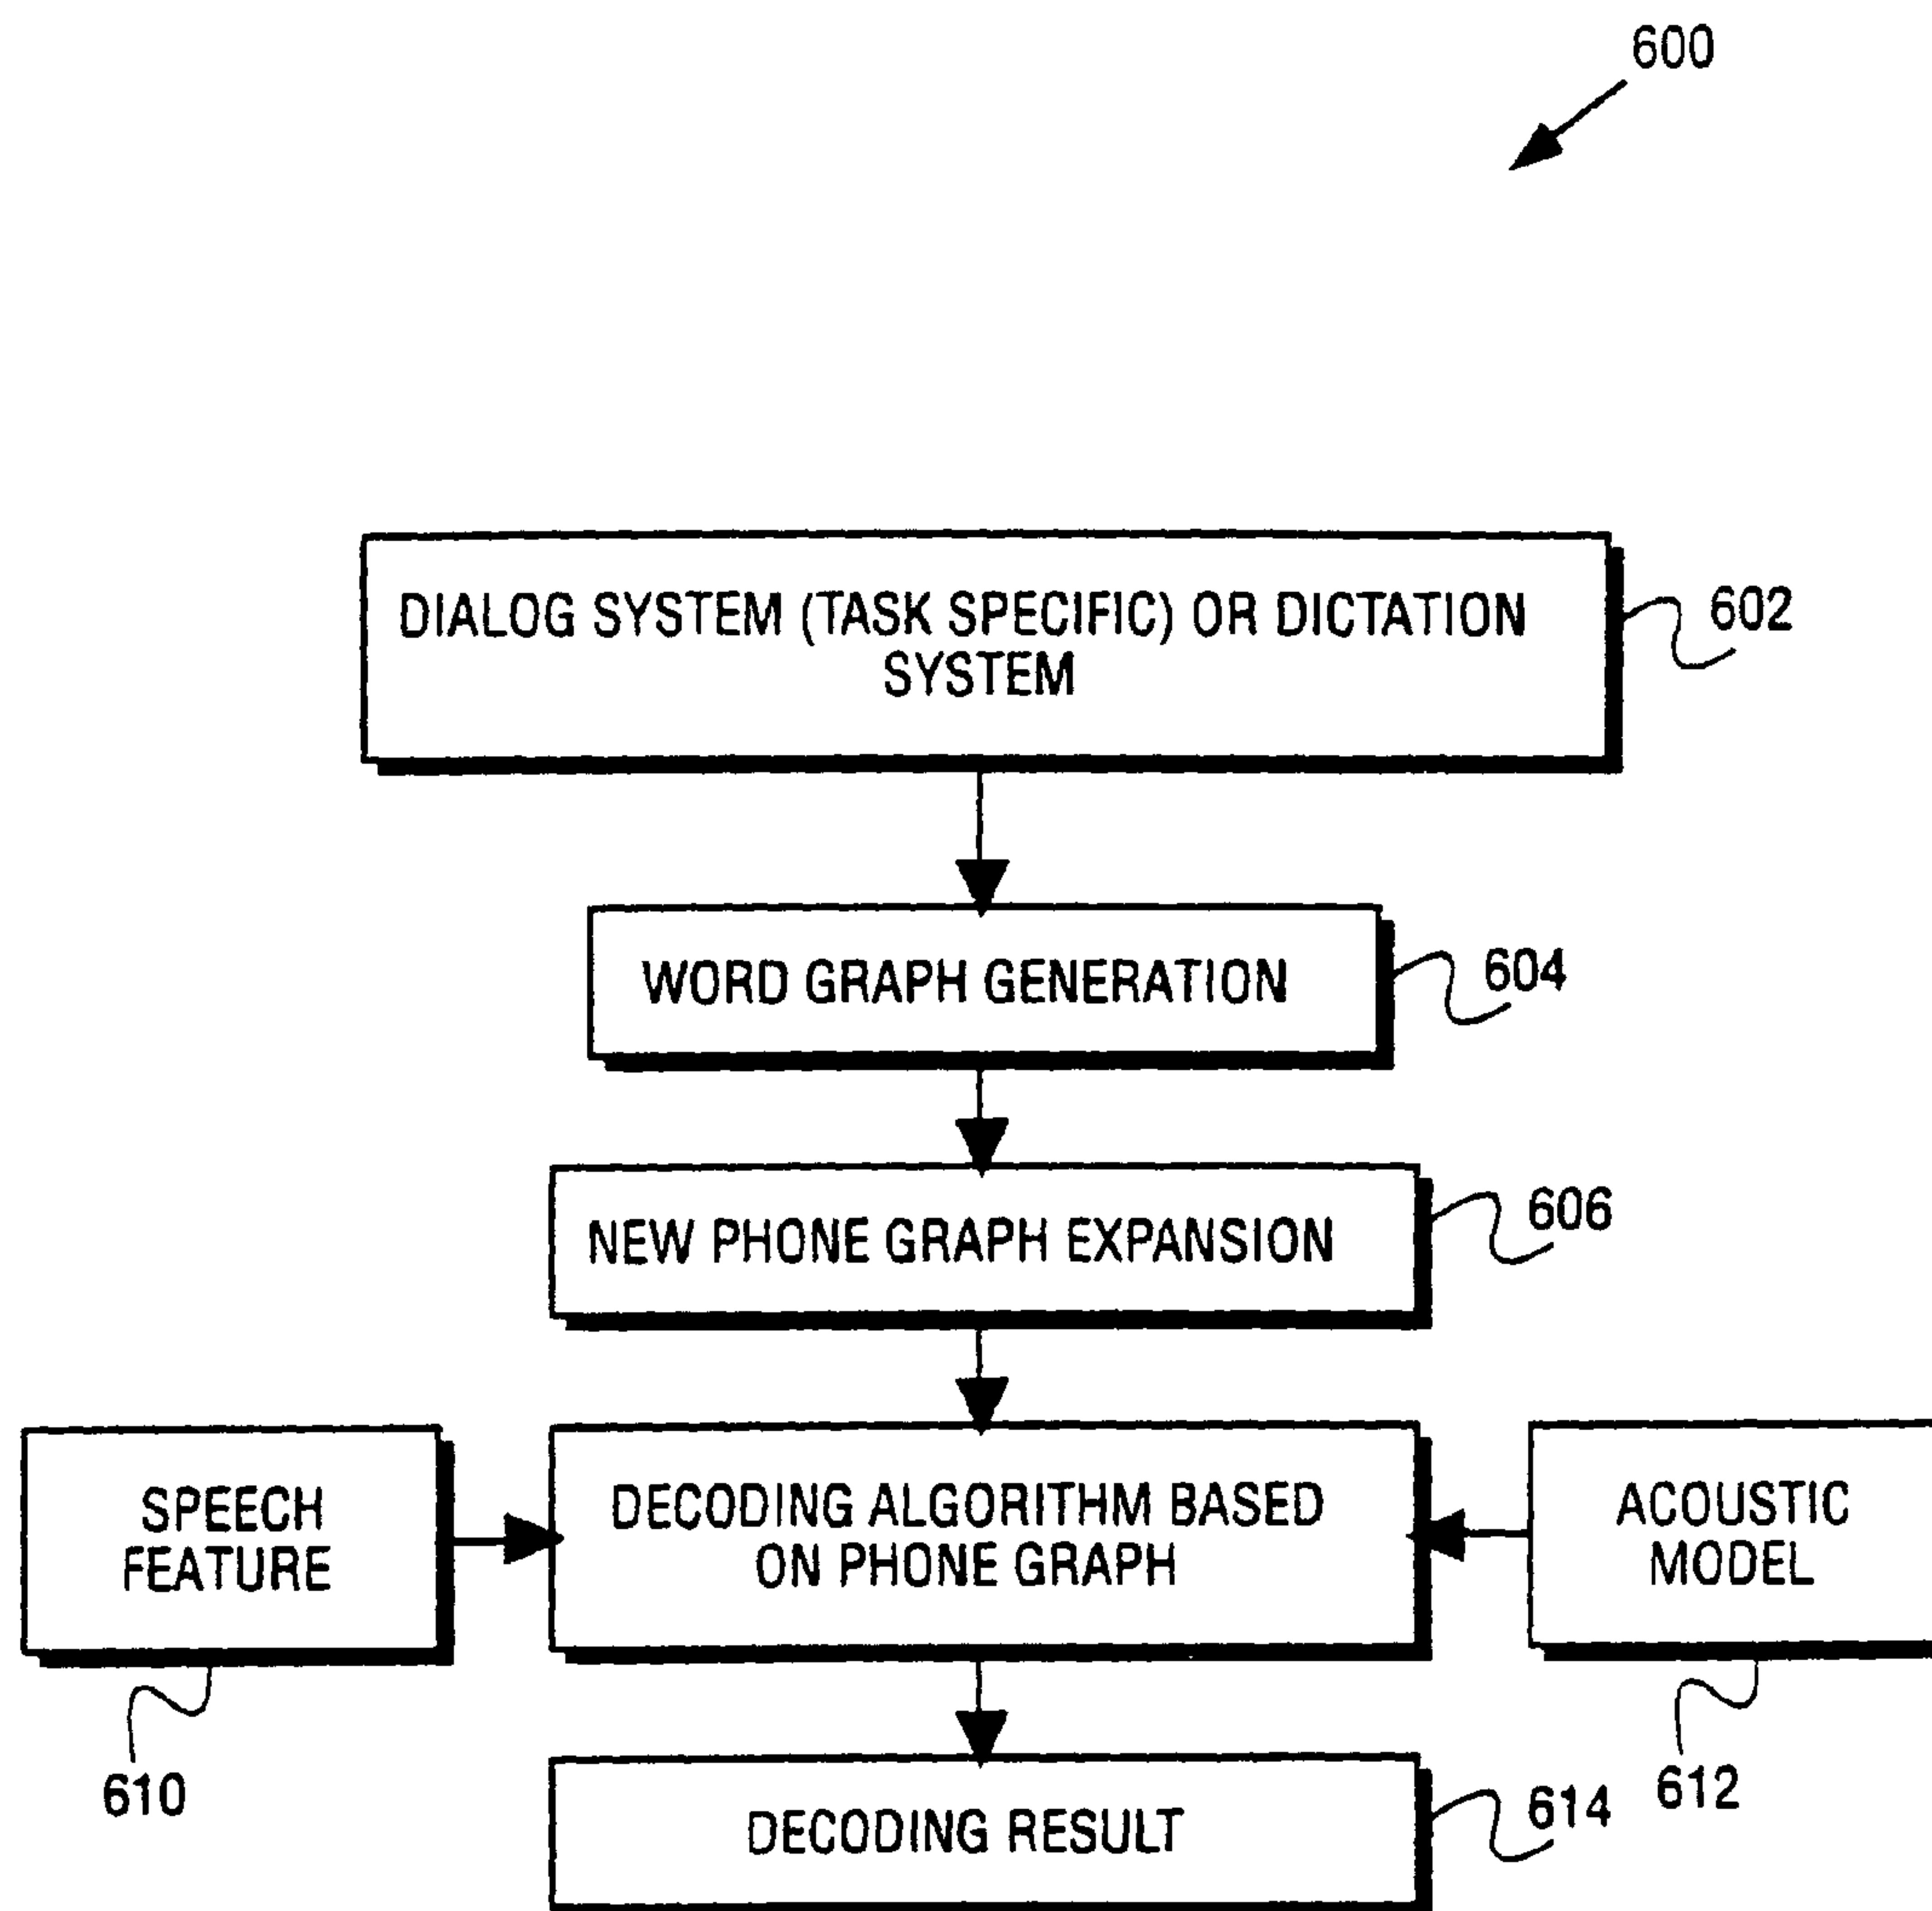 600
DIALOG SYSTEM (TASK SPECIFIC) OR DICTATION
SYSTEM
602
WORD GRAPH GENERATION
604
NEW PHONE GRAPH EXPANSION
606
SPEECH
FEATURE
610
DECODING ALGORITHM BASED
ON PHONE GRAPH
ACOUSTIC
MODEL
612
DECODING RESULT
614